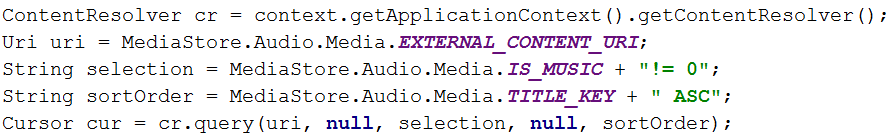 ContentResolver cr = context.getApplicationContext().getContentResolver();
Uri uri = MediaStore.Audio.Media.EXTERNAL_CONTENT_URI;
String selection = MediaStore.Audio.Media.IS_MUSIC + "!= 0";
String sortOrder = MediaStore.Audio.Media.TITLE_KEY + " ASC";
Cursor cur = cr.query(uri, null, selection, null, sortOrder);